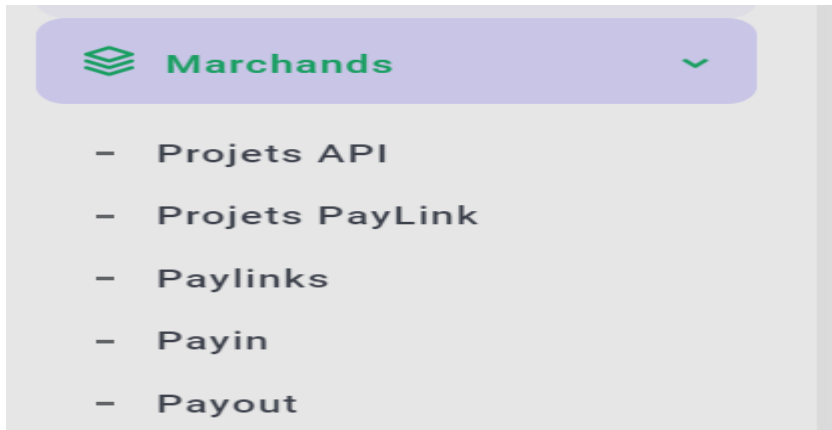 Marchands
– Projets API
– Projets PayLink
– Paylinks
– Payin
– Payout